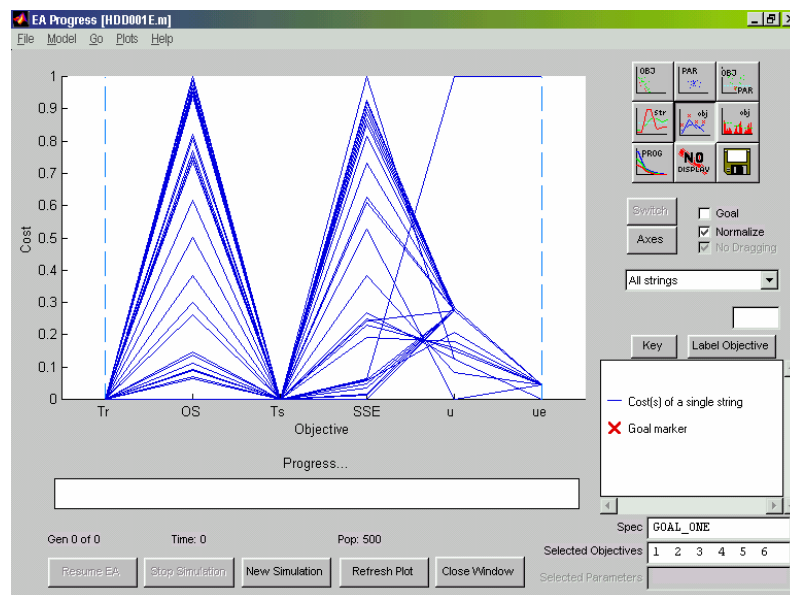 EA Progress [HDD001E.m]
File Model Go Plots Help
1
0.9
0.8
0.7
0.6
0.5
0.4
0.3
0.2
0.1
0
Cost
Tr OS Ts SSE u ue
Objective
OBJ PAR OBJ PAR
Str obj obj
PROG NO DISPLAY
Switch Goal
Normalize
Axes No Dragging
All strings
Key Label Objective
Cost(s) of a single string
Goal marker
Progress...
Gen 0 of 0 Time: 0 Pop: 500
Spec GOAL_ONE
Selected Objectives 1 2 3 4 5 6
Selected Parameters
Resume EA Stop Simulation New Simulation Refresh Plot Close Window